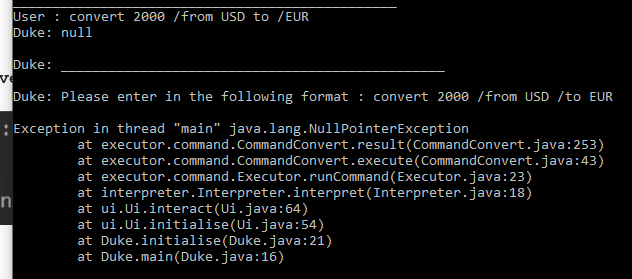 User : convert 2000 /from USD to /EUR
Duke: null
Duke: ________________________________________________
Duke: Please enter in the following format : convert 2000 /from USD /to EUR
Exception in thread "main" java.lang.NullPointerException
at executor.command.CommandConvert.result(CommandConvert.java:253)
at executor.command.CommandConvert.execute(CommandConvert.java:43)
at executor.command.Executor.runCommand(Executor.java:23)
at interpreter.Interpreter.interpret(Interpreter.java:18)
at ui.Ui.interact(Ui.java:64)
at ui.Ui.initialise(Ui.java:54)
at Duke.initialise(Duke.java:21)
at Duke.main(Duke.java:16)